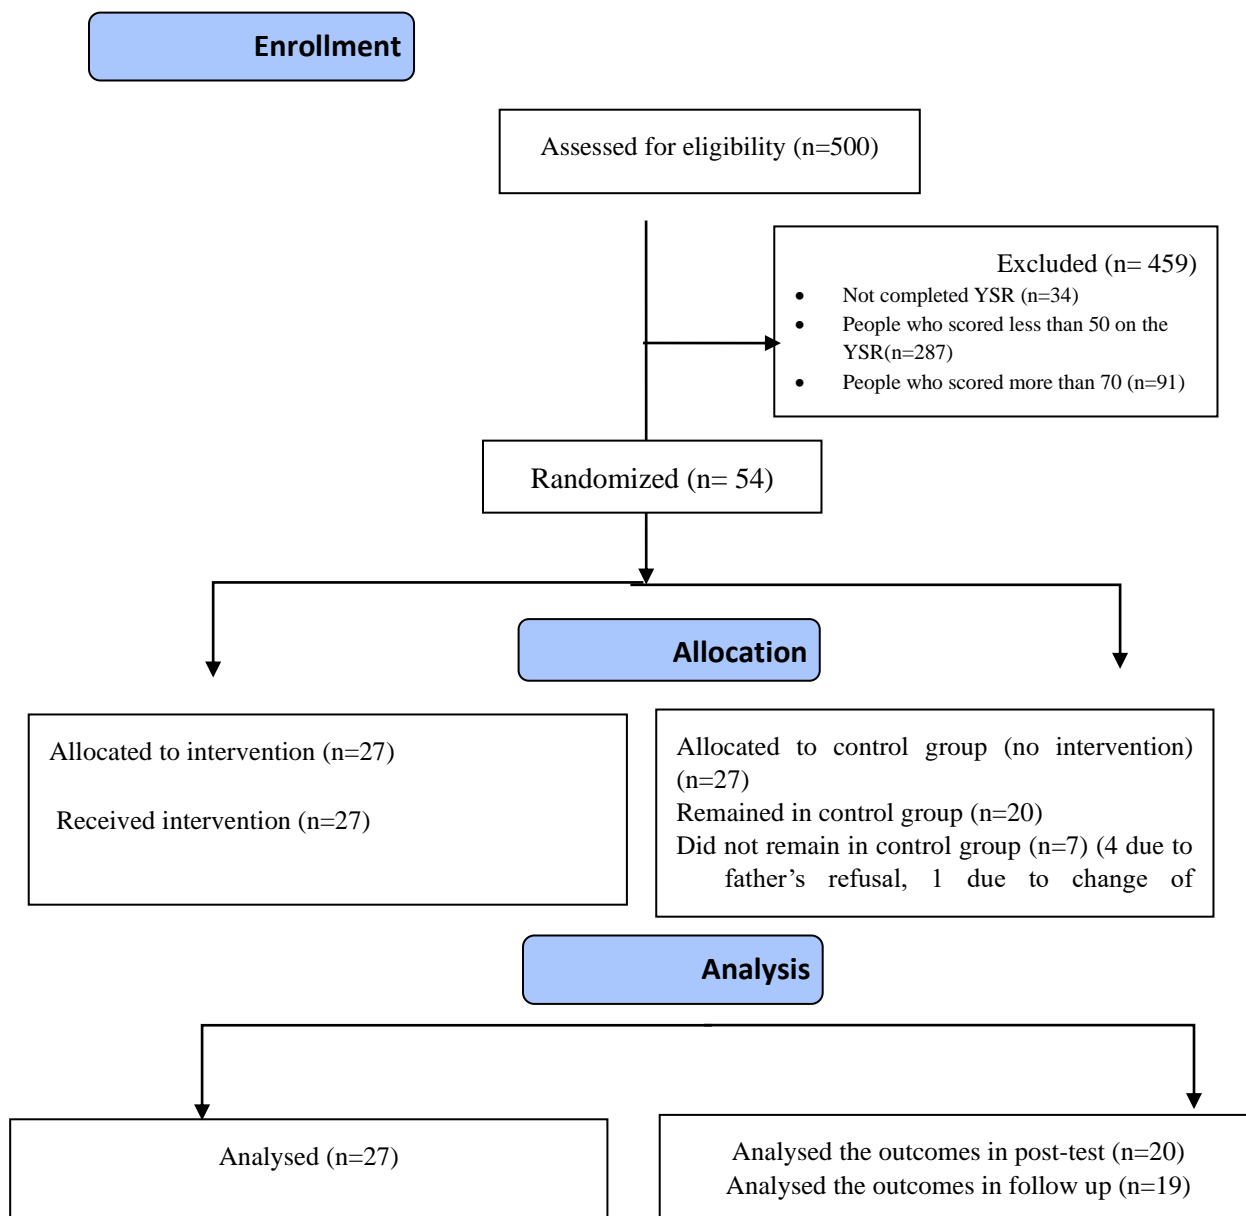 Enrollment
Assessed for eligibility (n=500)
Excluded (n= 459)
• Not completed YSR (n=34)
• People who scored less than 50 on the
YSR(n=287)
• People who scored more than 70 (n=91)
Randomized (n= 54)
Allocation
Allocated to intervention (n=27)
Received intervention (n=27)
Allocated to control group (no intervention)
(n=27)
Remained in control group (n=20)
Did not remain in control group (n=7) (4 due to
father’s refusal, 1 due to change of
Analysis
Analysed (n=27)
Analysed the outcomes in post-test (n=20)
Analysed the outcomes in follow up (n=19)